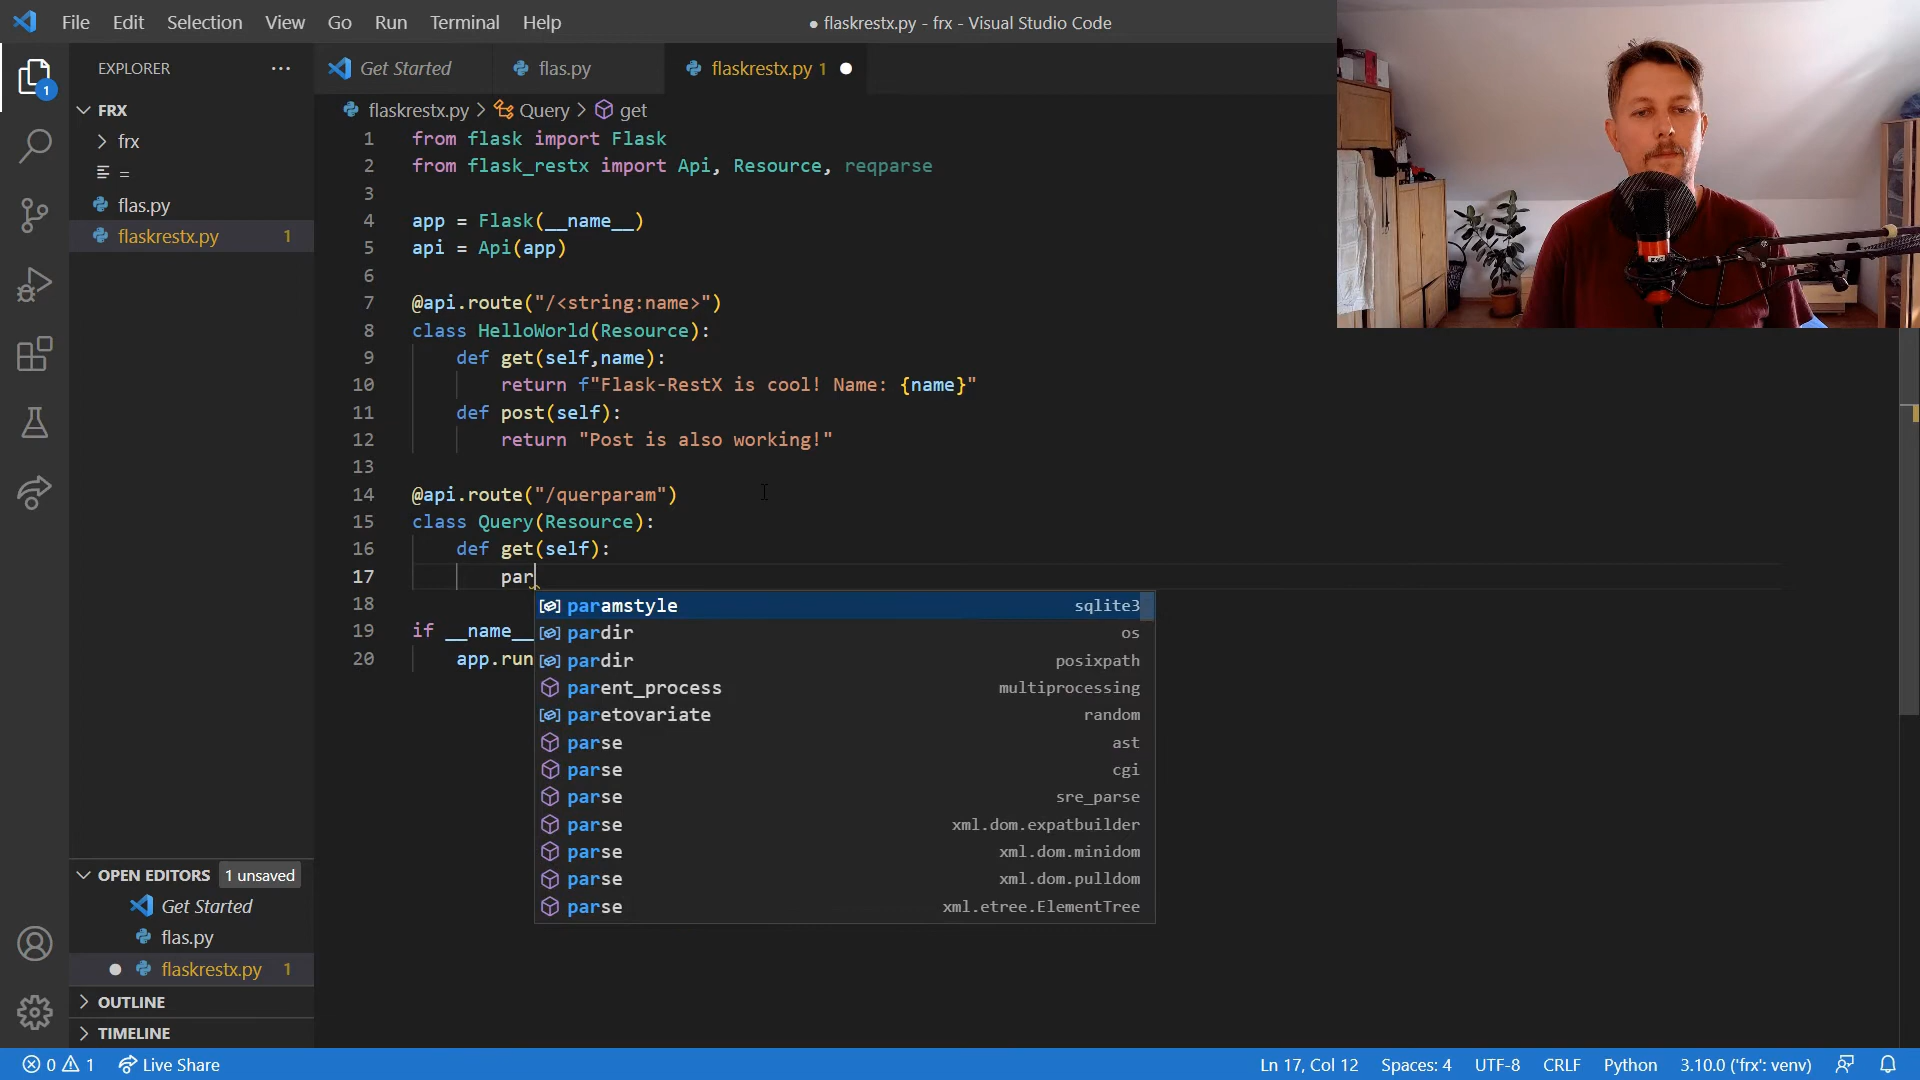 File Edit Selection View Go Run Terminal Help
● flaskrestx.py - frx - Visual Studio Code
EXPLORER ...
Get Started flas.py flaskrestx.py 1
1
FRX
frx
=
flas.py
flaskrestx.py 1
flaskrestx.py > Query > get
1 from flask import Flask
2 from flask_restx import Api, Resource, reqparse
3
4 app = Flask(__name__)
5 api = Api(app)
6
7 @api.route("/<string:name>")
8 class HelloWorld(Resource):
9 def get(self,name):
10 return f"Flask-RestX is cool! Name: {name}"
11 def post(self):
12 return "Post is also working!"
13
14 @api.route("/querparam")
15 class Query(Resource):
16 def get(self):
17 par
18
19 if __name__
20 app.run
paramstyle sqlite3
pardir os
pardir posixpath
parent_process multiprocessing
paretovariate random
parse ast
parse cgi
parse sre_parse
parse xml.dom.expatbuilder
parse xml.dom.minidom
parse xml.dom.pulldom
parse xml.etree.ElementTree
OPEN EDITORS 1 unsaved
Get Started
flas.py
flaskrestx.py 1
OUTLINE
TIMELINE
0 1 Live Share
Ln 17, Col 12 Spaces: 4 UTF-8 CRLF Python 3.10.0 ('frx': venv)